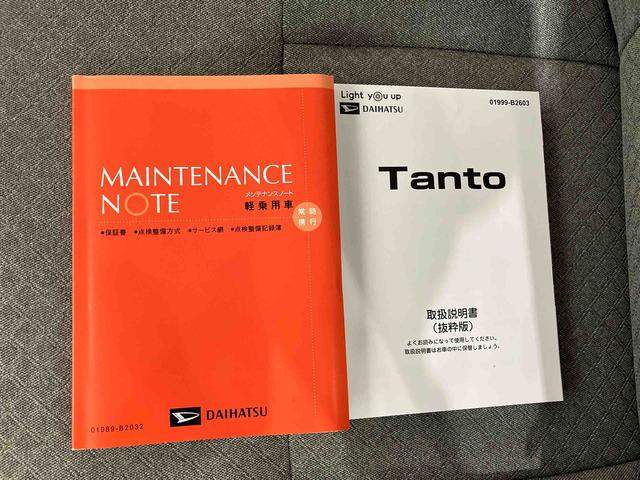 MAINTENANCE
NOTE
メンテナンスノート
軽乗用車
常時
携行
●保証書 ●点検整備方式 ●サービス網 ●点検整備記録簿
DAIHATSU
01989-B2032
Light you up
DAIHATSU
01999-B2603
Tanto
取扱説明書
(抜粋版)
よくお読みになって使用してください。
取扱説明書はお車の中に保管しましょう。